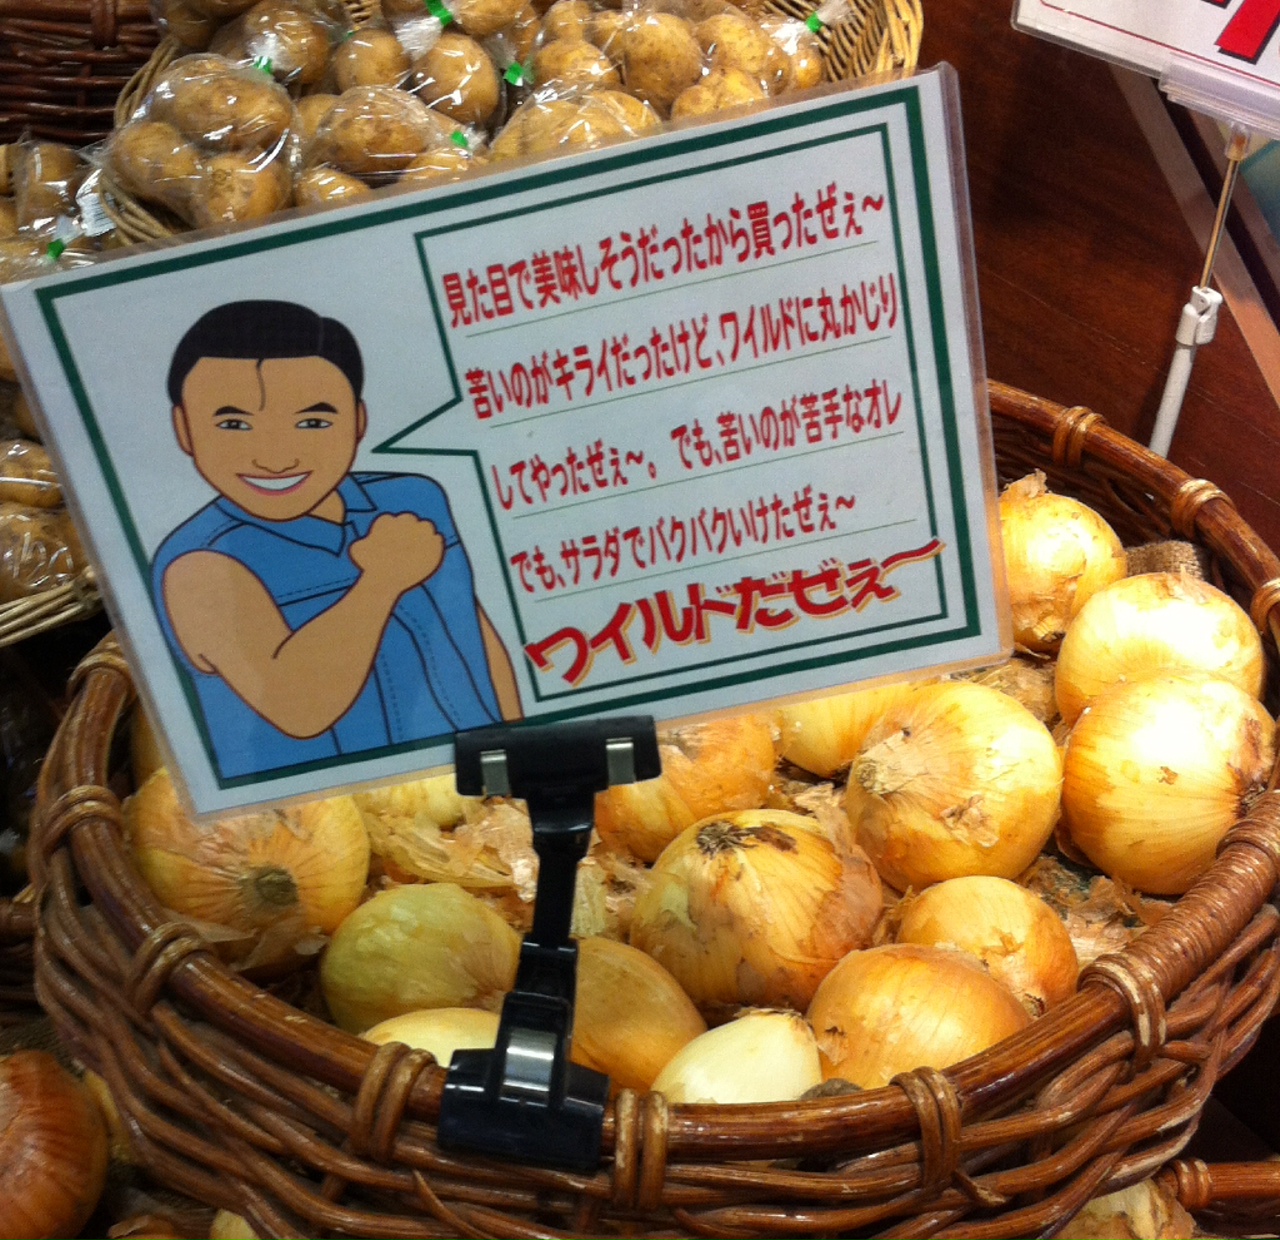 見た目で美味しそうだったから買ったぜぇ～
苦いのがキライだったけど、ワイルドに丸かじり
してやったぜぇ～。でも、苦いのが苦手なオレ
でも、サラダでバクバクいけたぜぇ～
ワイルドだぜぇ～